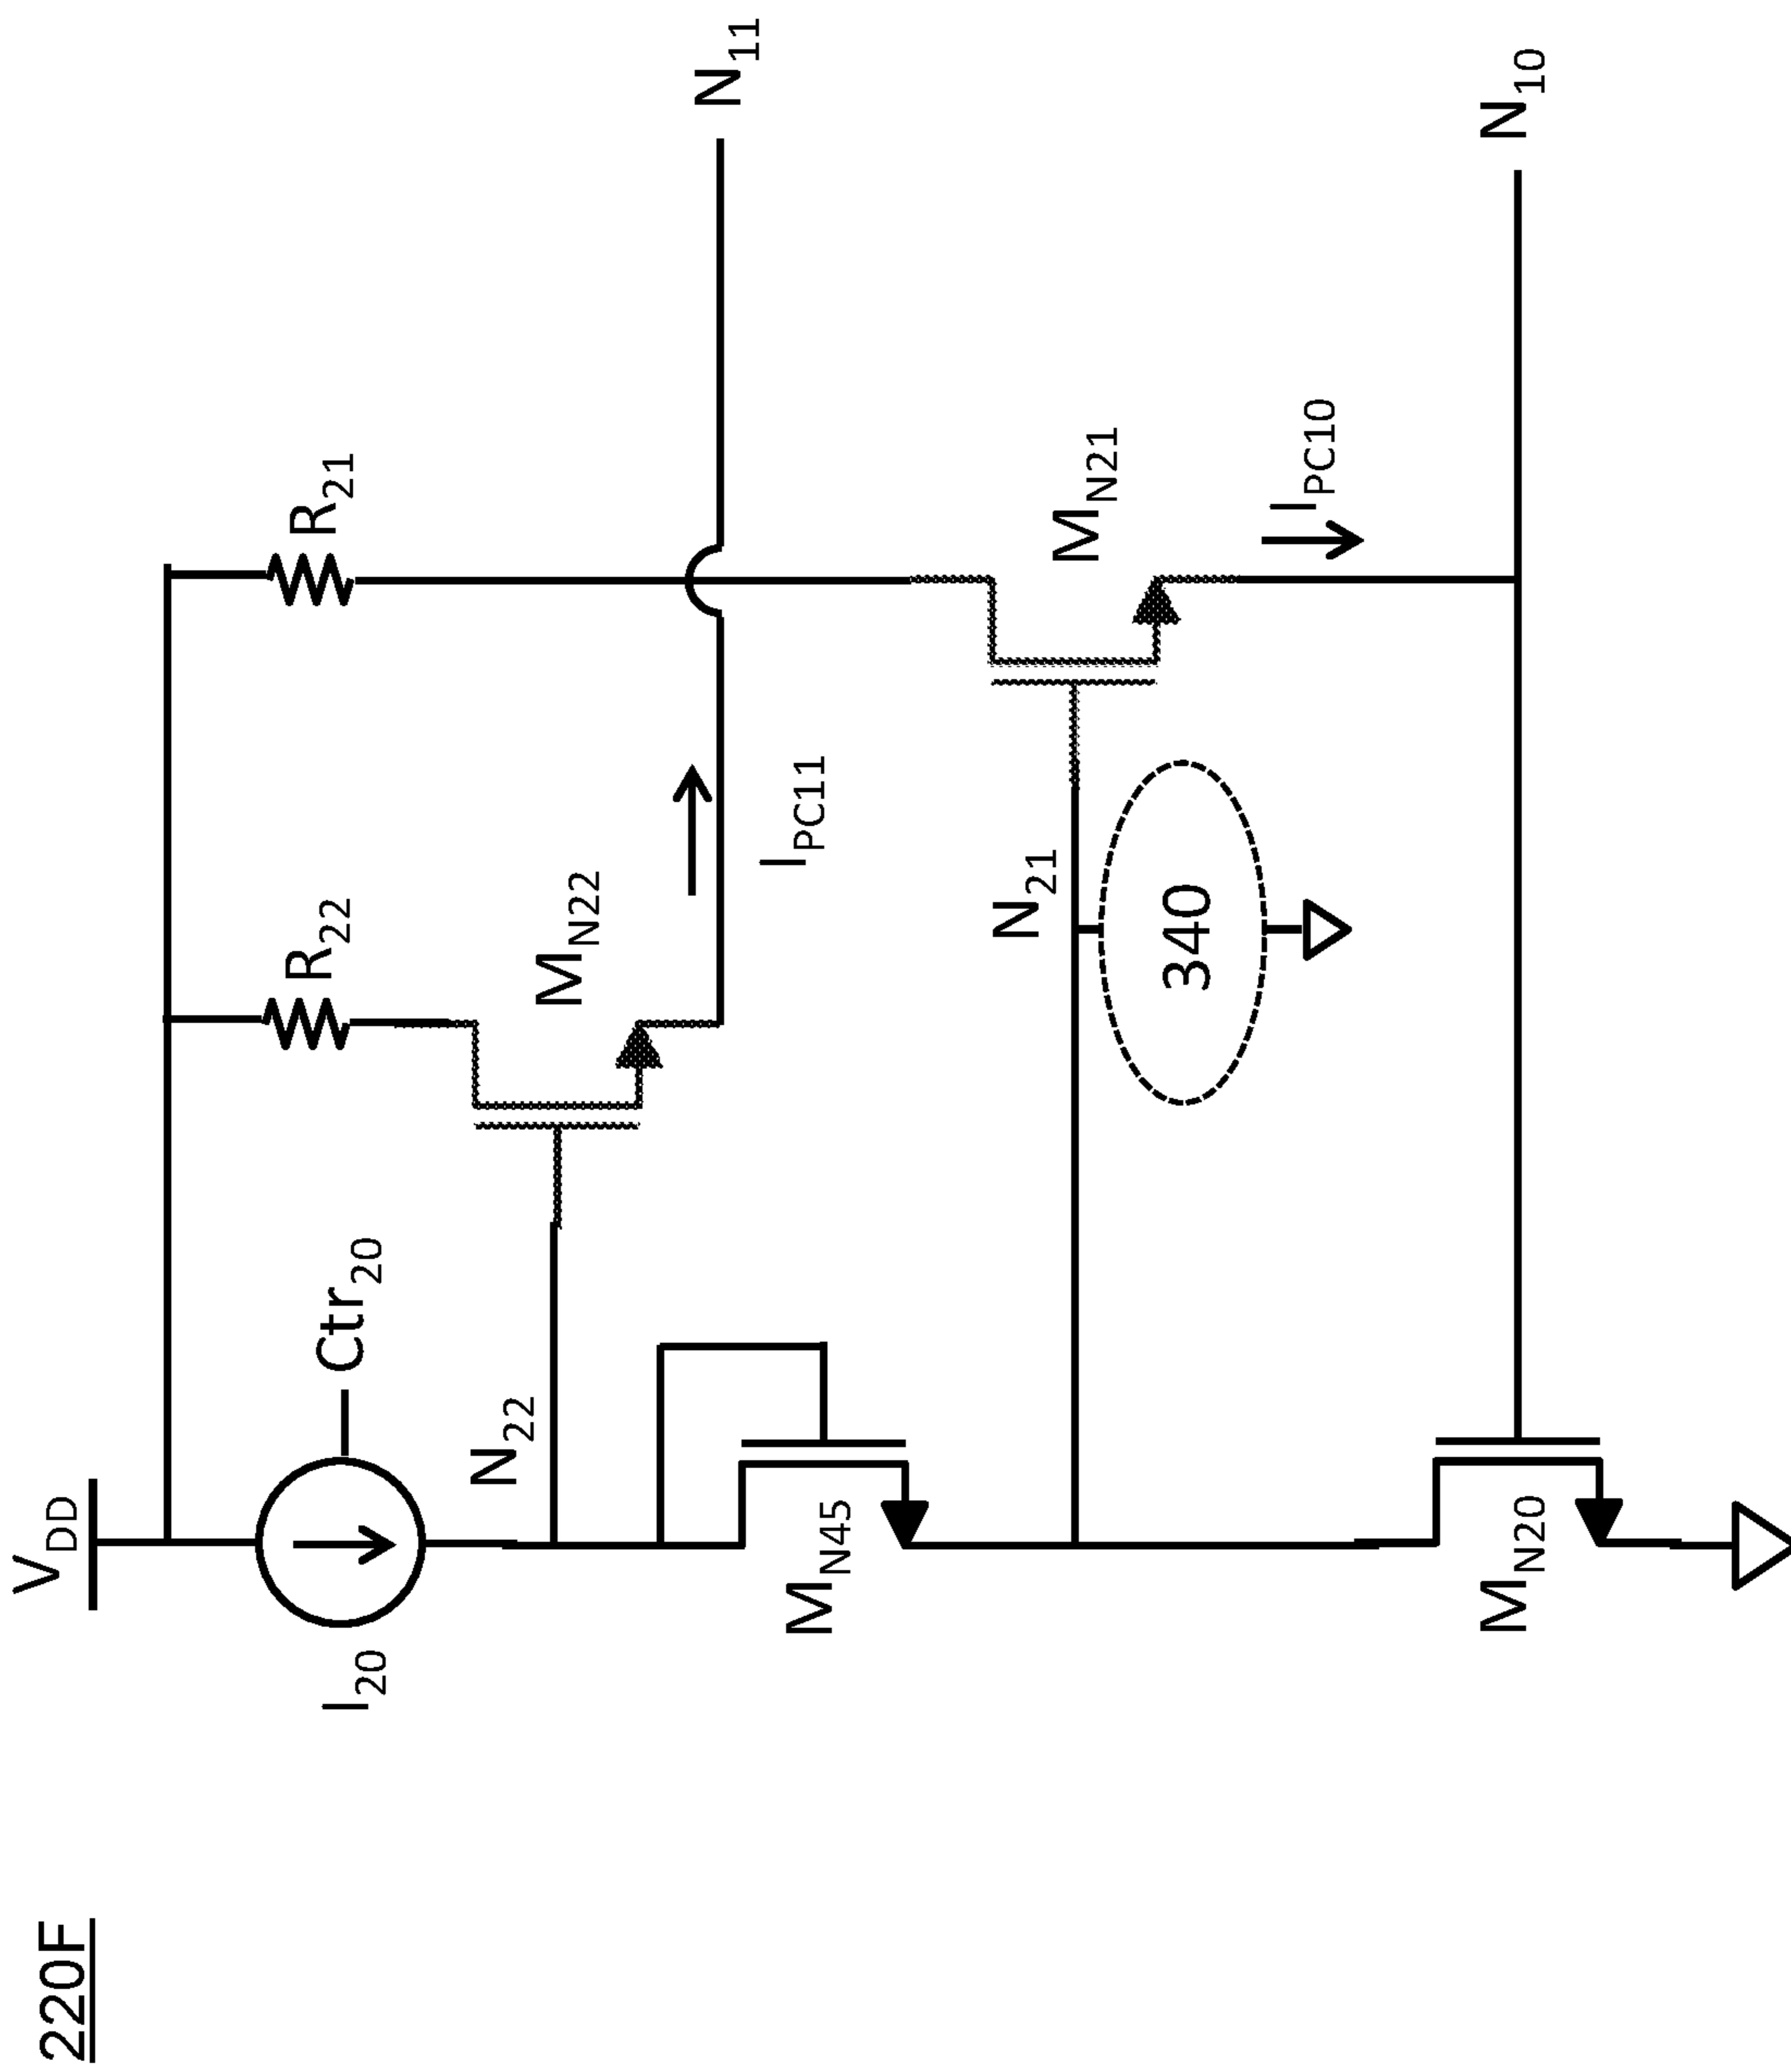 220F
V_DD
I_20
Ctr_20
R_22
R_21
N_22
M_N22
N_11
I_PC11
M_N45
N_21
M_N21
340
I_PC10
M_N20
N_10